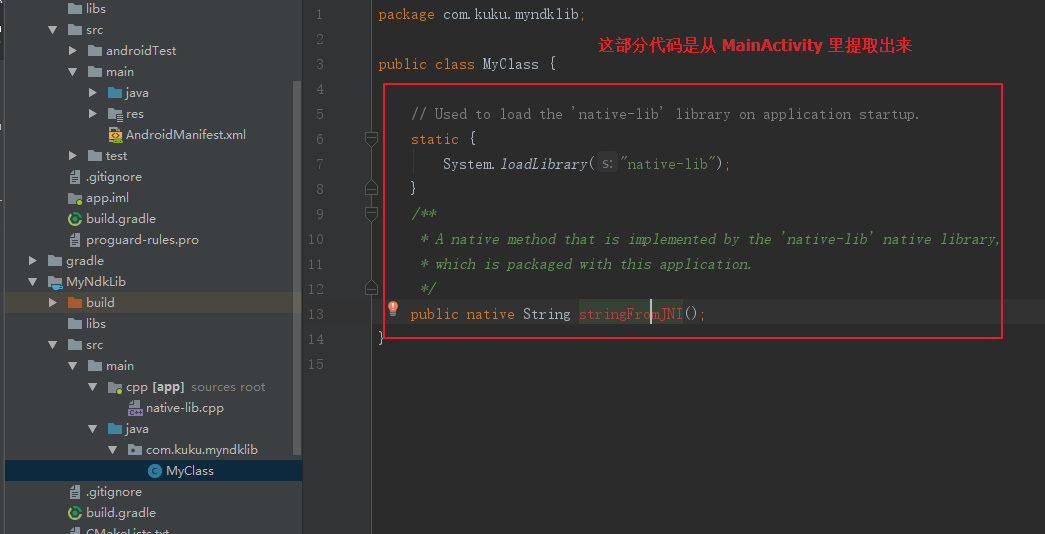 libs
src
androidTest
main
java
res
AndroidManifest.xml
test
.gitignore
app.iml
build.gradle
proguard-rules.pro
gradle
MyNdkLib
build
libs
src
main
cpp [app] sources root
native-lib.cpp
java
com.kuku.myndklib
MyClass
.gitignore
build.gradle
CMakeLists.txt
1 package com.kuku.myndklib;
2
这部分代码是从 MainActivity 里提取出来
3 public class MyClass {
4
5 // Used to load the 'native-lib' library on application startup.
6 static {
7 System.loadLibrary( s: "native-lib");
8 }
9 /**
10 * A native method that is implemented by the 'native-lib' native library,
11 * which is packaged with this application.
12 */
13 public native String stringFromJNI();
14 }
15